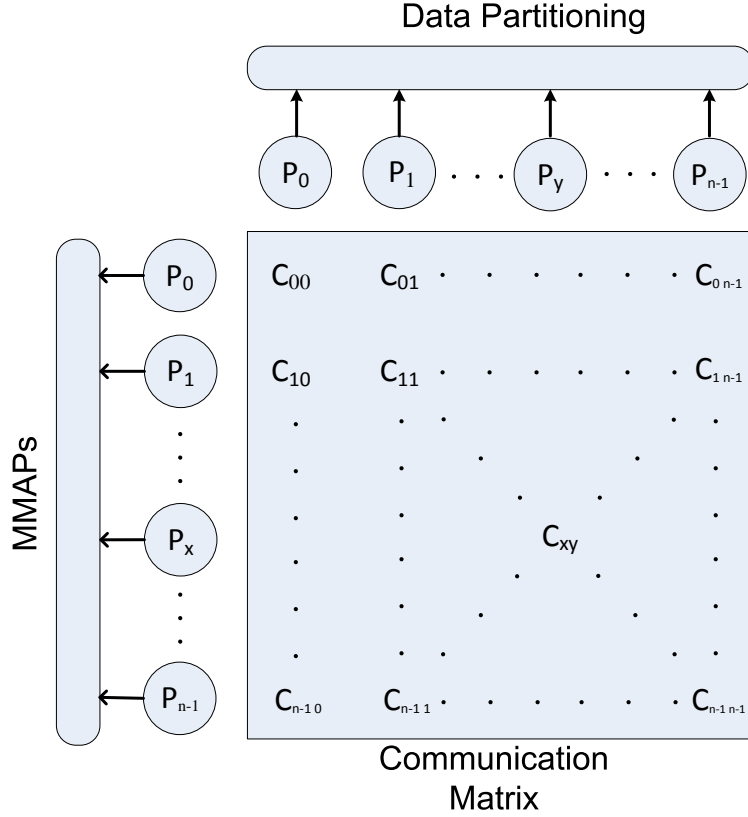 Data Partitioning
P0 P1 . . . Py . . . Pn-1
P0 C00 C01 . . . . . . C0 n-1
P1 C10 C11 . . . . . . C1 n-1
MMAPs
Px Cxy
Pn-1 Cn-1 0 Cn-1 1 . . . . . . Cn-1 n-1
Communication
Matrix